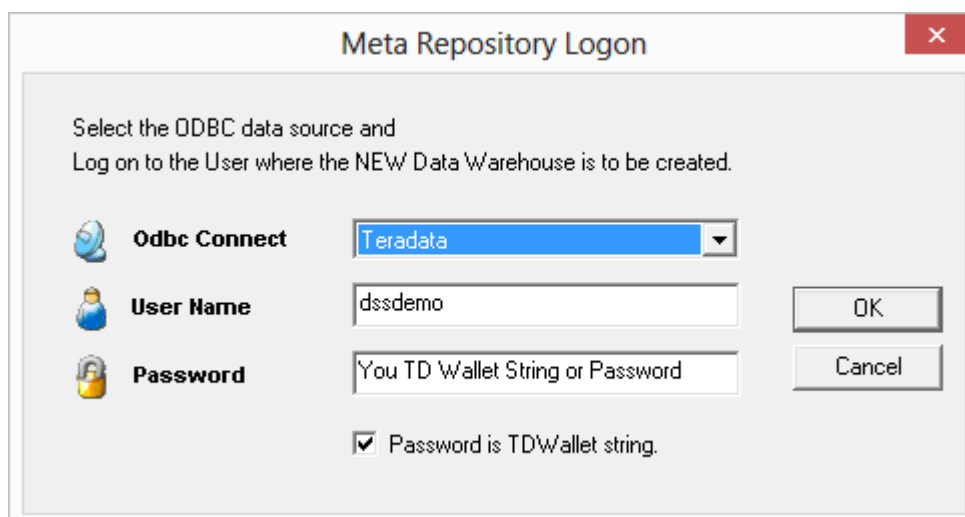 Meta Repository Logon
Select the ODBC data source and
Log on to the User where the NEW Data Warehouse is to be created.
Odbc Connect
Teradata
User Name
dssdemo
OK
Password
You TD Wallet String or Password
Cancel
Password is TDWallet string.